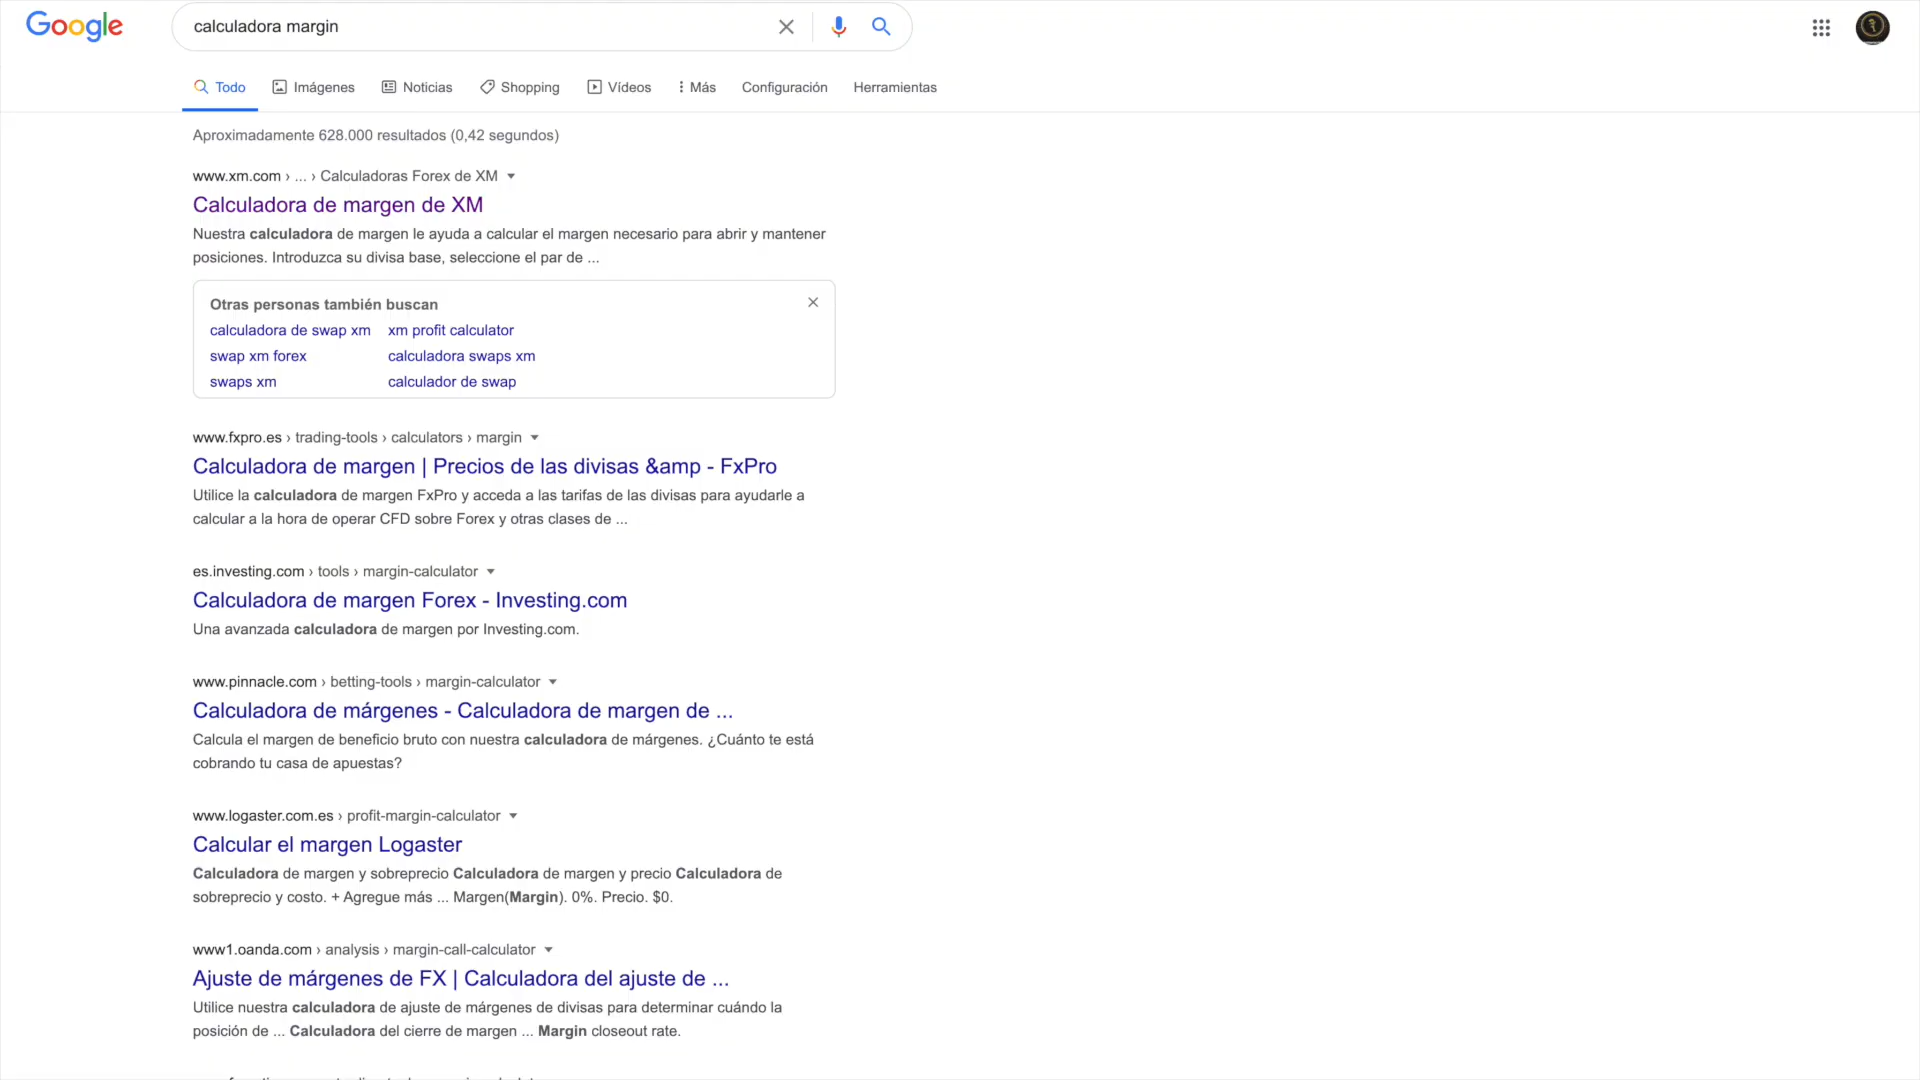 Google
calculadora margin
Todo Imágenes Noticias Shopping Vídeos Más Configuración Herramientas
Aproximadamente 628.000 resultados (0,42 segundos)
www.xm.com › ... › Calculadoras Forex de XM
Calculadora de margen de XM
Nuestra calculadora de margen le ayuda a calcular el margen necesario para abrir y mantener
posiciones. Introduzca su divisa base, seleccione el par de ...
Otras personas también buscan
calculadora de swap xm xm profit calculator
swap xm forex calculadora swaps xm
swaps xm calculador de swap
www.fxpro.es › trading-tools › calculators › margin
Calculadora de margen | Precios de las divisas &amp - FxPro
Utilice la calculadora de margen FxPro y acceda a las tarifas de las divisas para ayudarle a
calcular a la hora de operar CFD sobre Forex y otras clases de ...
es.investing.com › tools › margin-calculator
Calculadora de margen Forex - Investing.com
Una avanzada calculadora de margen por Investing.com.
www.pinnacle.com › betting-tools › margin-calculator
Calculadora de márgenes - Calculadora de margen de ...
Calcula el margen de beneficio bruto con nuestra calculadora de márgenes. ¿Cuánto te está
cobrando tu casa de apuestas?
www.logaster.com.es › profit-margin-calculator
Calcular el margen Logaster
Calculadora de margen y sobreprecio Calculadora de margen y precio Calculadora de
sobreprecio y costo. + Agregue más ... Margen(Margin). 0%. Precio. $0.
www1.oanda.com › analysis › margin-call-calculator
Ajuste de márgenes de FX | Calculadora del ajuste de ...
Utilice nuestra calculadora de ajuste de márgenes de divisas para determinar cuándo la
posición de ... Calculadora del cierre de margen ... Margin closeout rate.